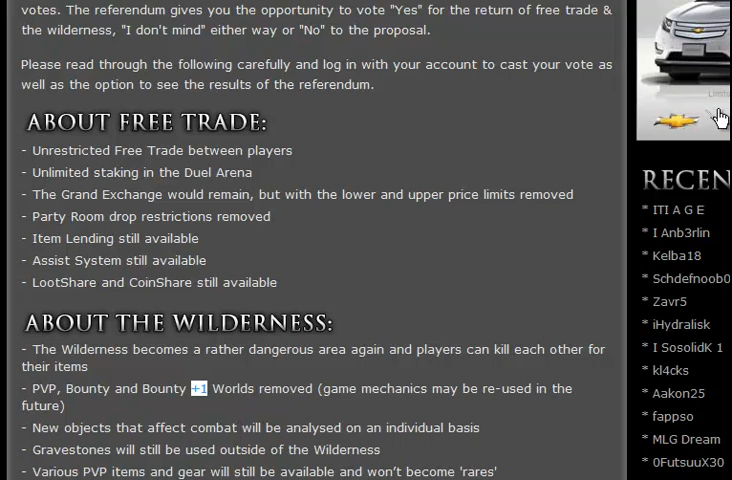 votes. The referendum gives you the opportunity to vote "Yes" for the return of free trade &
the wilderness, "I don't mind" either way or "No" to the proposal.
Please read through the following carefully and log in with your account to cast your vote as
well as the option to see the results of the referendum.
ABOUT FREE TRADE:
- Unrestricted Free Trade between players
- Unlimited staking in the Duel Arena
- The Grand Exchange would remain, but with the lower and upper price limits removed
- Party Room drop restrictions removed
- Item Lending still available
- Assist System still available
- LootShare and CoinShare still available
ABOUT THE WILDERNESS:
- The Wilderness becomes a rather dangerous area again and players can kill each other for
their items
- PVP, Bounty and Bounty +1 Worlds removed (game mechanics may be re-used in the
future)
- New objects that affect combat will be analysed on an individual basis
- Gravestones will still be used outside of the Wilderness
- Various PVP items and gear will still be available and won't become 'rares'
RECEN
* ITI A G E
* I Anb3rlin
* Kelba18
* Schdefnoob0
* Zavr5
* iHydralisk
* I SosolidK 1
* kl4cks
* Aakon25
* fappso
* MLG Dream
* 0FutsuuX30